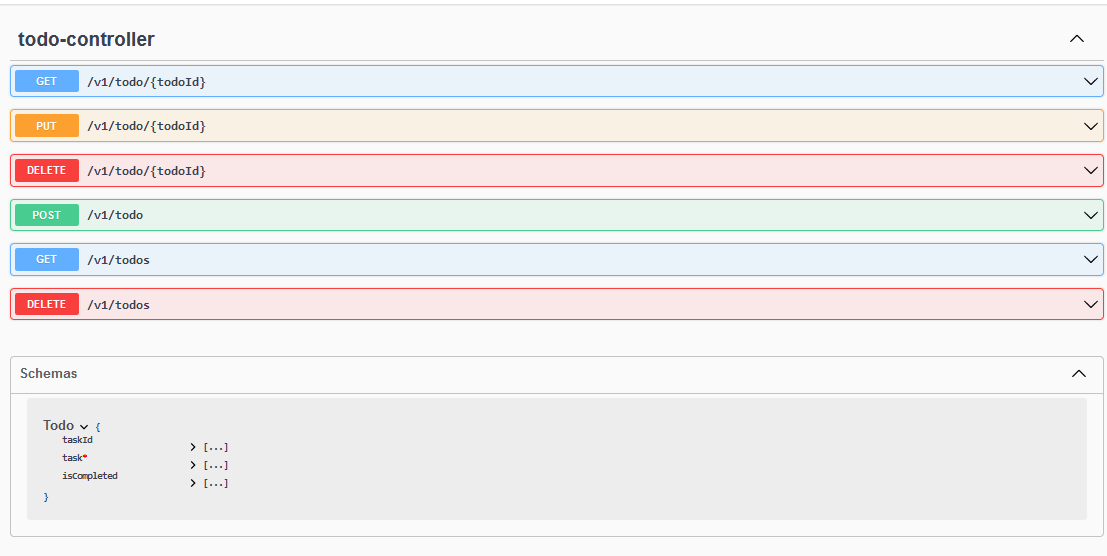 todo-controller
GET /v1/todo/{todoId}
PUT /v1/todo/{todoId}
DELETE /v1/todo/{todoId}
POST /v1/todo
GET /v1/todos
DELETE /v1/todos
Schemas
Todo {
taskId [...]
task* [...]
isCompleted [...]
}